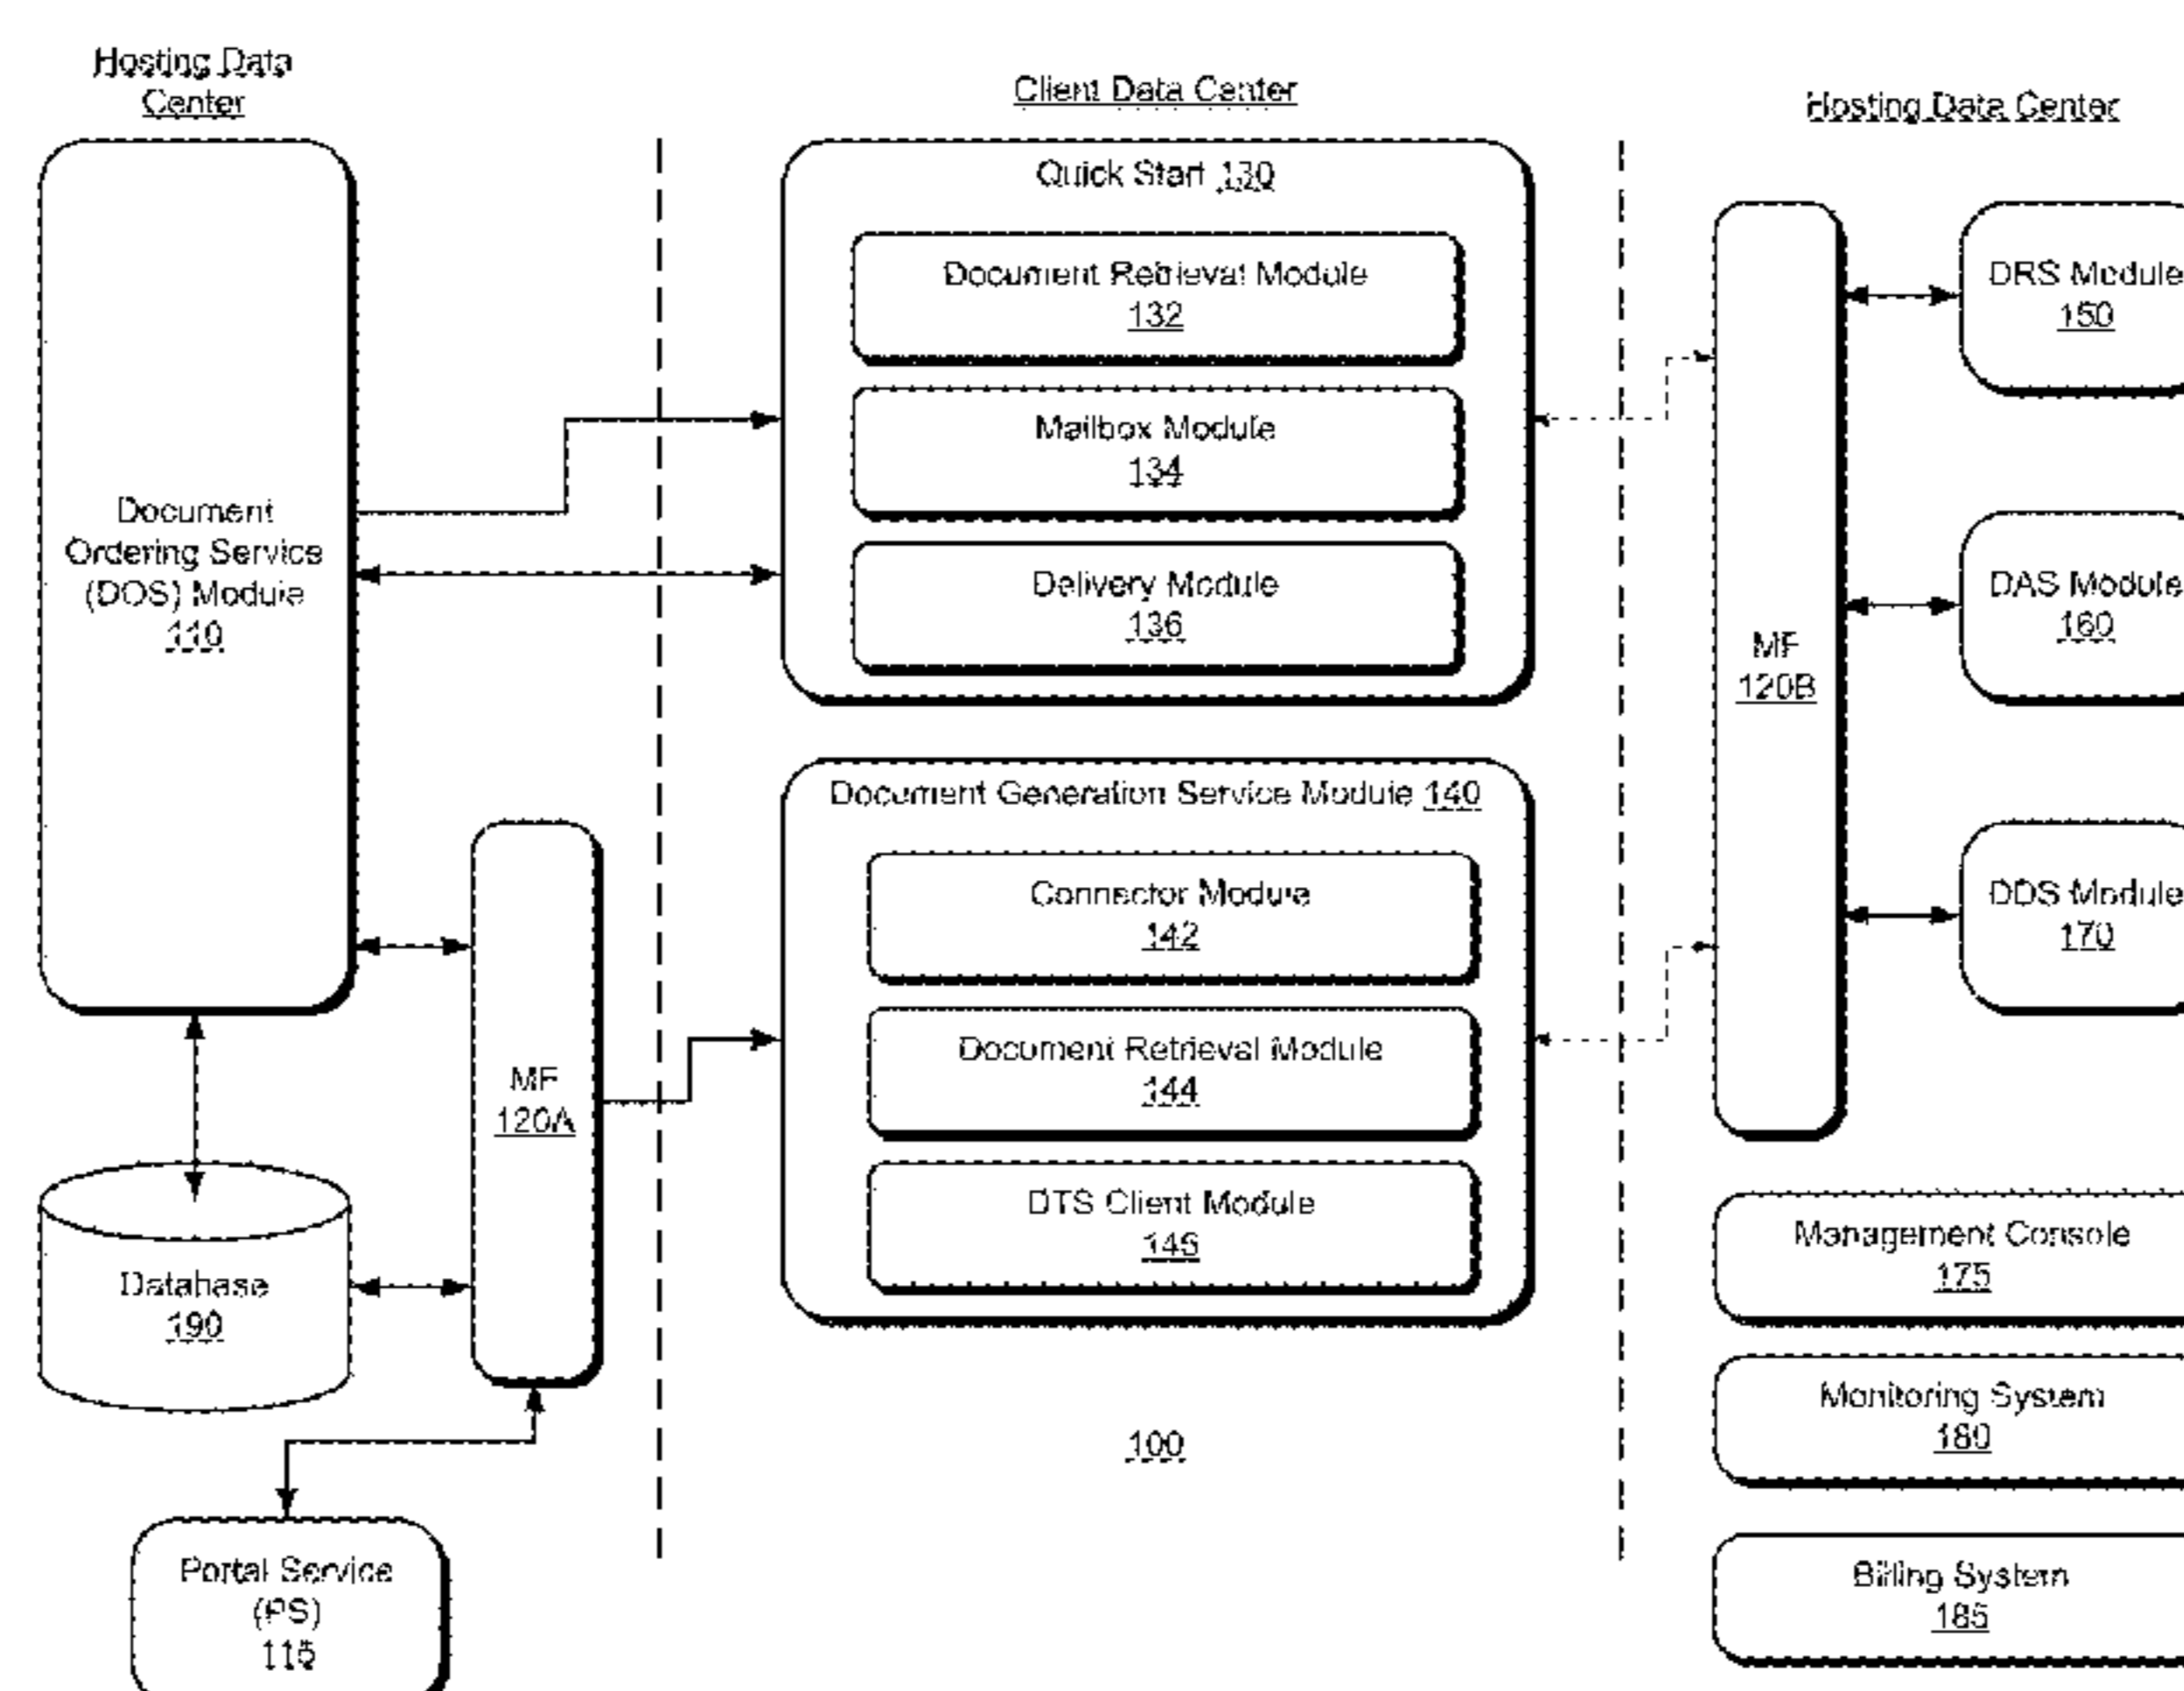 Hosting Data
Center
Document
Ordering Service
(DOS) Module
110
Database
190
Portal Service
(PS)
115
MF
120A
Client Data Center
Quick Start 130
Document Retrieval Module
132
Mailbox Module
134
Delivery Module
136
Document Generation Service Module 140
Connector Module
142
Document Retrieval Module
144
DTS Client Module
146
100
Hosting Data Center
MF
120B
DRS Module
150
DAS Module
160
DDS Module
170
Management Console
175
Monitoring System
180
Billing System
185